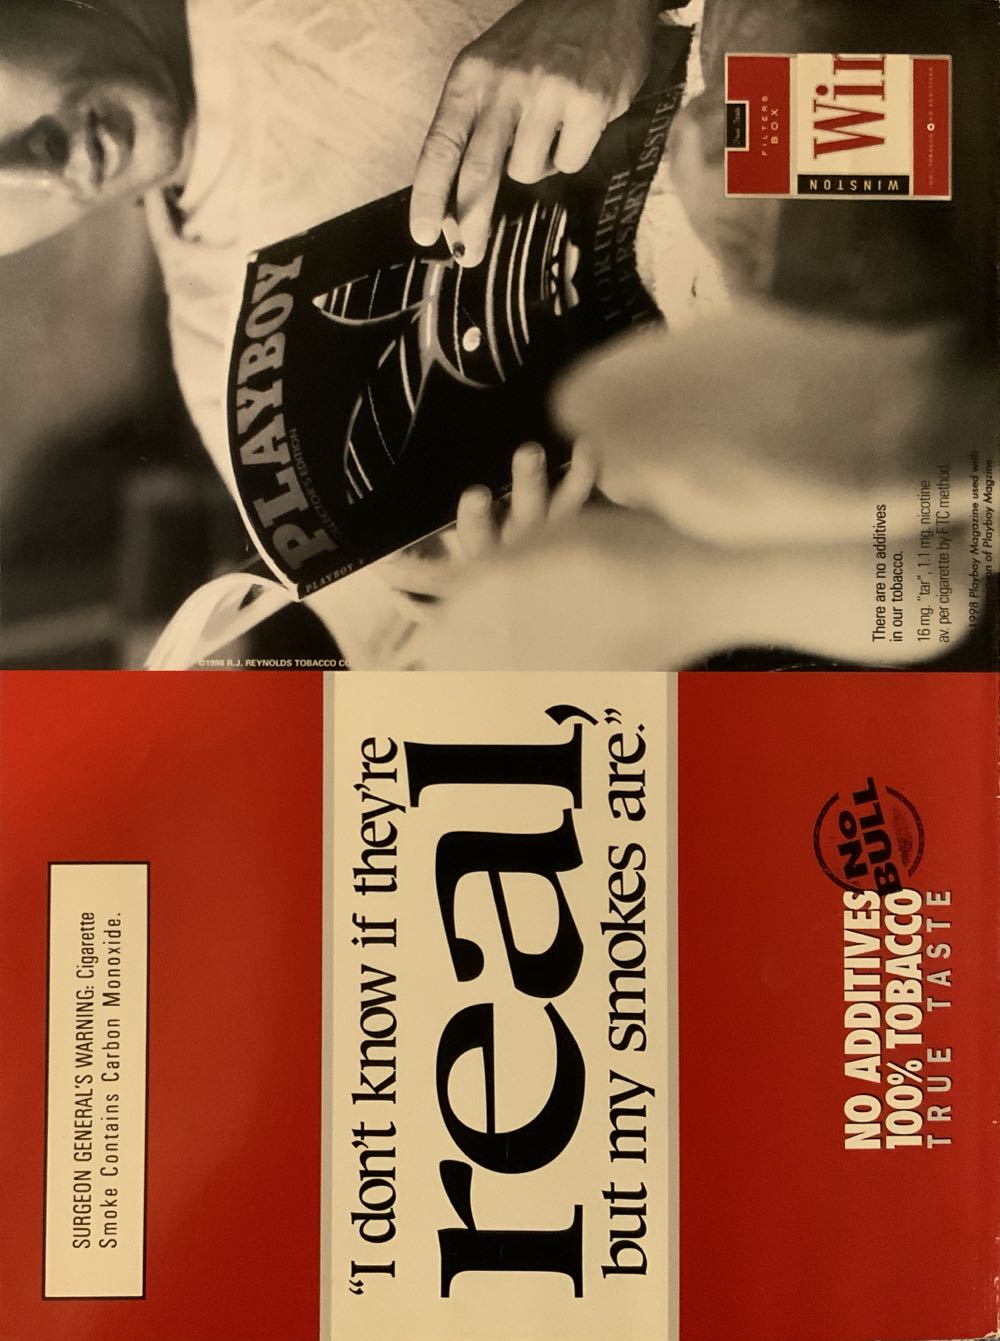 SURGEON GENERAL'S WARNING: Cigarette
Smoke Contains Carbon Monoxide.
"I don't know if they're
real,
but my smokes are."
NO ADDITIVES
100% TOBACCO
TRUE TASTE
NO
BULL
©1998 R.J. REYNOLDS TOBACCO CO
PLAYBOY
COLLECTOR'S EDITION
PLAYBOY'S
FORTIETH
ANNIVERSARY ISSUE
There are no additives
in our tobacco.
16 mg. "tar", 1.1 mg. nicotine
av. per cigarette by FTC method.
1998 Playboy Magazine used with
of Playboy Magazine
FILTERS
BOX
Win
WINSTON